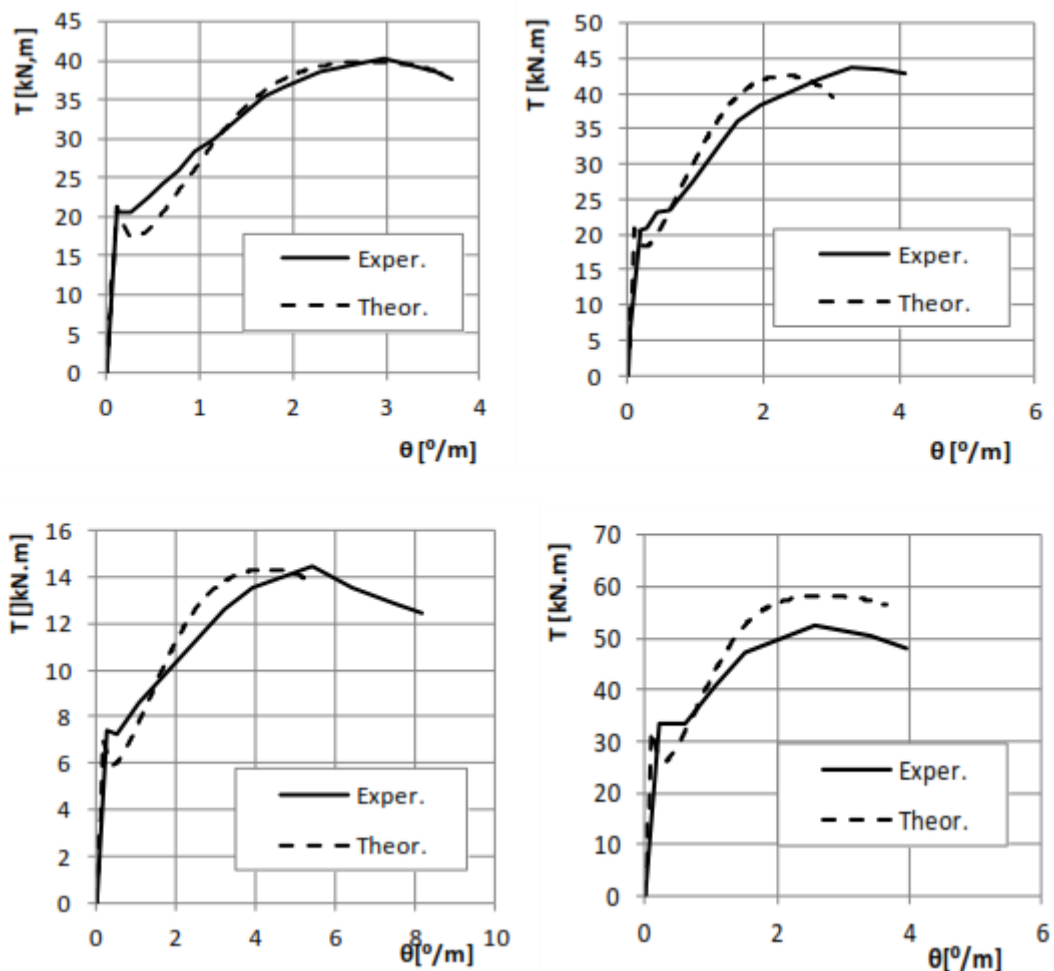 T [kN,m]
45
40
35
30
25
20
15
10
5
0
0 1 2 3 4
θ [⁰/m]
Exper.
Theor.
T [kN.m]
50
45
40
35
30
25
20
15
10
5
0
0 2 4 6
θ [⁰/m]
Exper.
Theor.
T []kN.m]
16
14
12
10
8
6
4
2
0
0 2 4 6 8 10
θ[⁰/m]
Exper.
Theor.
T [kN.m]
70
60
50
40
30
20
10
0
0 2 4 6
θ[⁰/m]
Exper.
Theor.